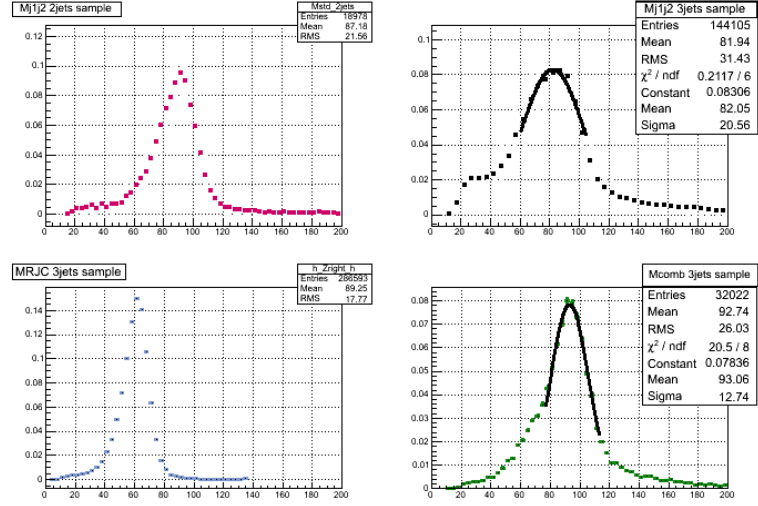 Mj1j2 2jets sample
Mstd_2jets
Entries 18978
Mean 87.18
RMS 21.56
0.12
0.1
0.08
0.06
0.04
0.02
0
0 20 40 60 80 100 120 140 160 180 200
Mj1j2 3jets sample
Entries 144105
Mean 81.94
RMS 31.43
χ² / ndf 0.2117 / 6
Constant 0.08306
Mean 82.05
Sigma 20.56
0.1
0.08
0.06
0.04
0.02
0
0 20 40 60 80 100 120 140 160 180 200
MRJC 3jets sample
h_Zright_h
Entries 286593
Mean 89.25
RMS 17.77
0.14
0.12
0.1
0.08
0.06
0.04
0.02
0
0 20 40 60 80 100 120 140 160 180 200
Mcomb 3jets sample
Entries 32022
Mean 92.74
RMS 26.03
χ² / ndf 20.5 / 8
Constant 0.07836
Mean 93.06
Sigma 12.74
0.08
0.07
0.06
0.05
0.04
0.03
0.02
0.01
0
0 20 40 60 80 100 120 140 160 180 200